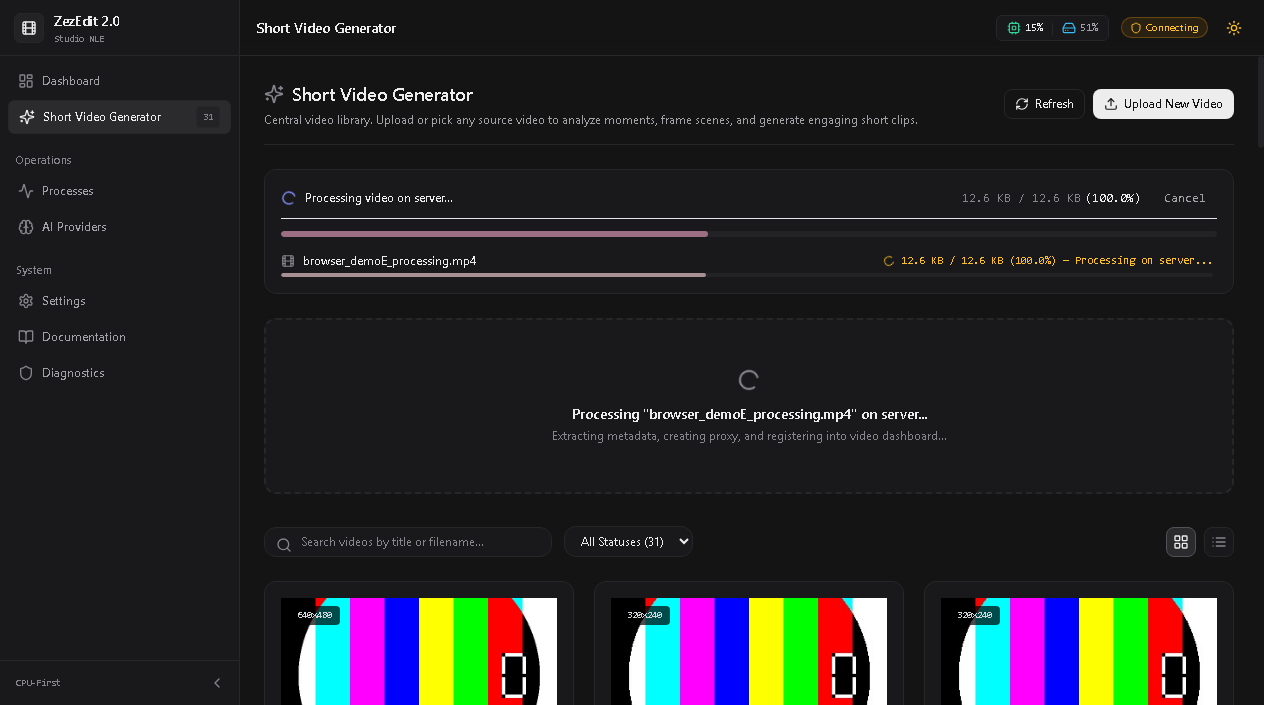 ZezEdit 2.0
Studio NLE
Dashboard
Short Video Generator 31
Operations
Processes
AI Providers
System
Settings
Documentation
Diagnostics
CPU-First
Short Video Generator
15% 51%
Connecting
Short Video Generator
Central video library. Upload or pick any source video to analyze moments, frame scenes, and generate engaging short clips.
Refresh
Upload New Video
Processing video on server...
12.6 KB / 12.6 KB (100.0%) Cancel
browser_demoE_processing.mp4
12.6 KB / 12.6 KB (100.0%) — Processing on server...
Processing "browser_demoE_processing.mp4" on server...
Extracting metadata, creating proxy, and registering into video dashboard...
Search videos by title or filename...
All Statuses (31)
640x480
0
320x240
0
320x240
0